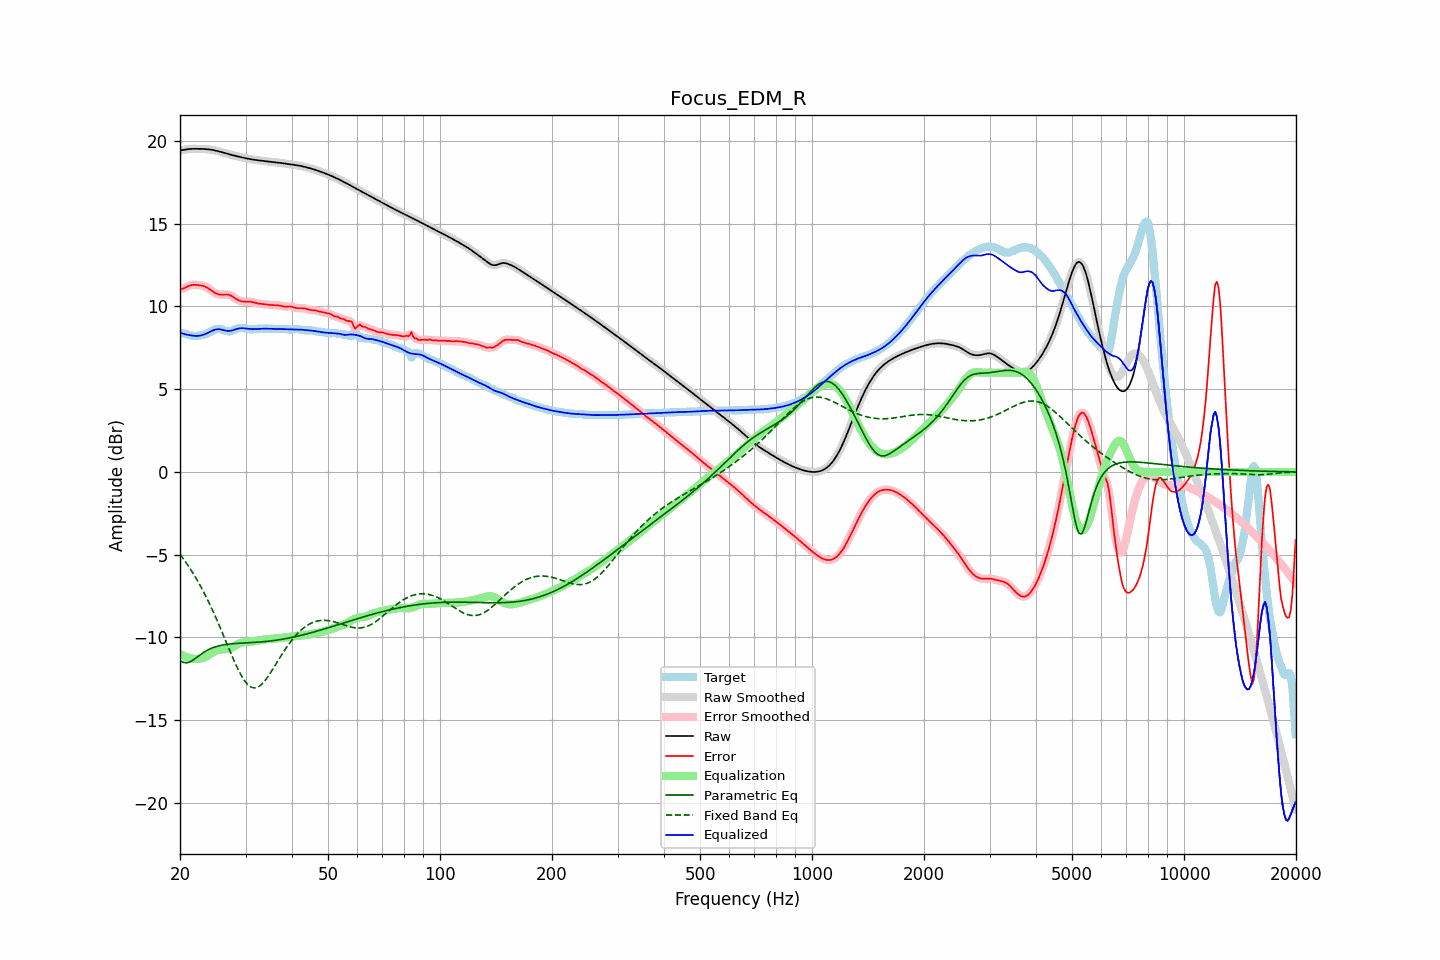 Focus_EDM_R
20
15
10
5
0
−5
−10
−15
−20
Amplitude (dBr)
Target
Raw Smoothed
Error Smoothed
Raw
Error
Equalization
Parametric Eq
Fixed Band Eq
Equalized
20
50
100
200
500
1000
2000
5000
10000
20000
Frequency (Hz)